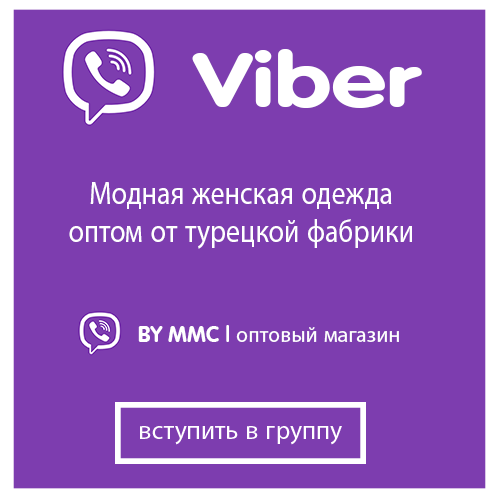 Viber
Модная женская одежда
оптом от турецкой фабрики
BY MMC | оптовый магазин
вступить в группу